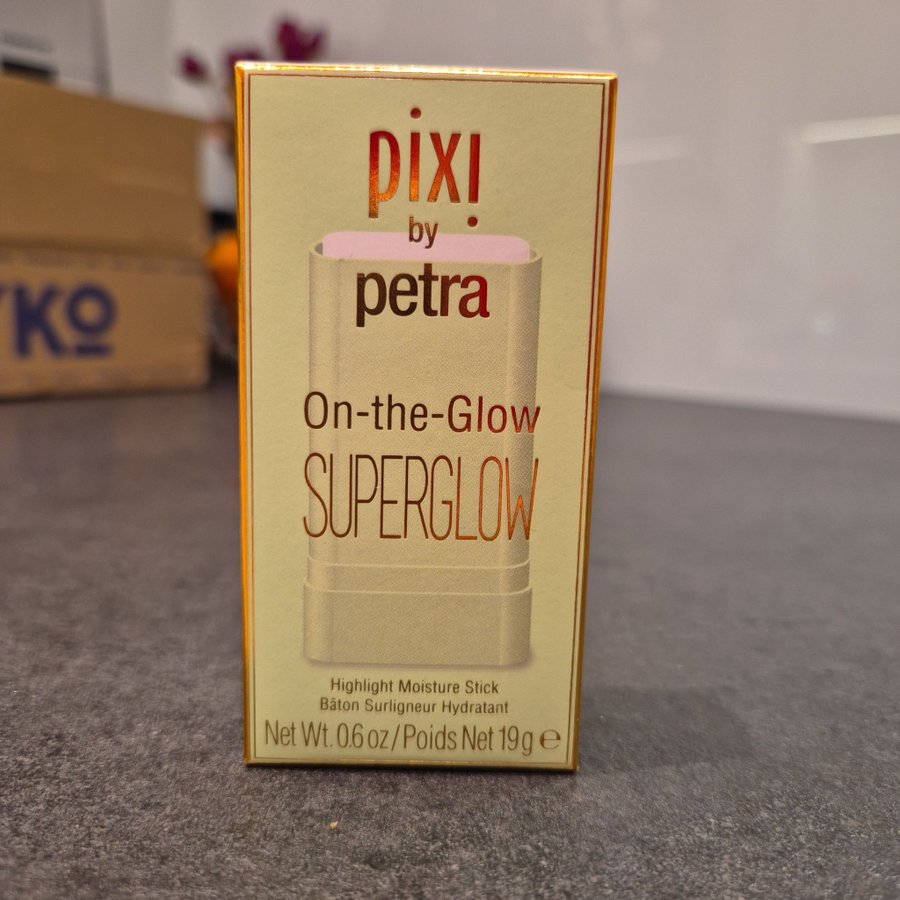 pixi
by
petra
On-the-Glow
SUPERGLOW
Highlight Moisture Stick
Bâton Surligneur Hydratant
Net Wt. 0.6 oz/Poids Net 19g ℮
YKO